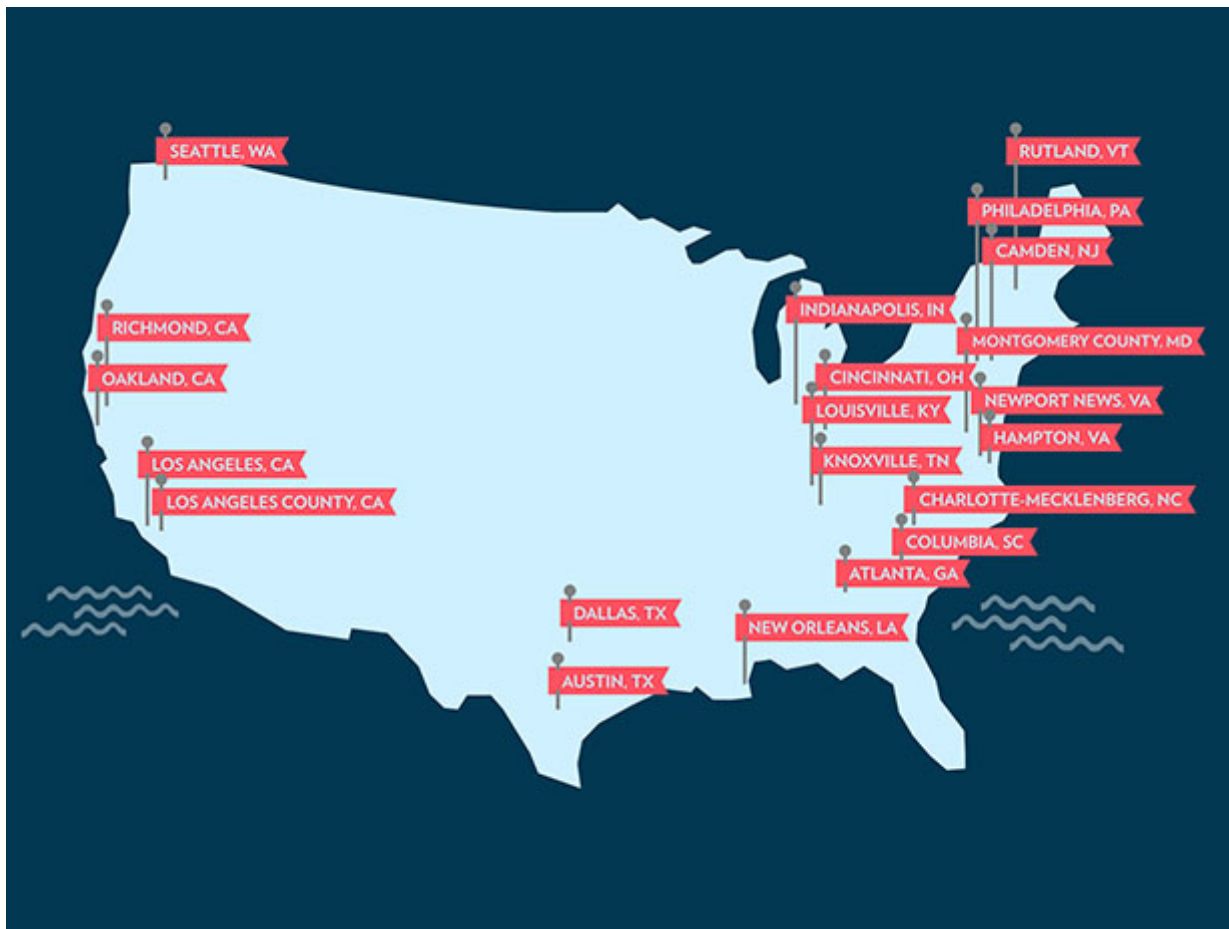 SEATTLE, WA
RUTLAND, VT
PHILADELPHIA, PA
CAMDEN, NJ
INDIANAPOLIS, IN
RICHMOND, CA
MONTGOMERY COUNTY, MD
OAKLAND, CA
CINCINNATI, OH
NEWPORT NEWS, VA
LOUISVILLE, KY
HAMPTON, VA
LOS ANGELES, CA
KNOXVILLE, TN
LOS ANGELES COUNTY, CA
CHARLOTTE-MECKLENBERG, NC
COLUMBIA, SC
ATLANTA, GA
DALLAS, TX
NEW ORLEANS, LA
AUSTIN, TX